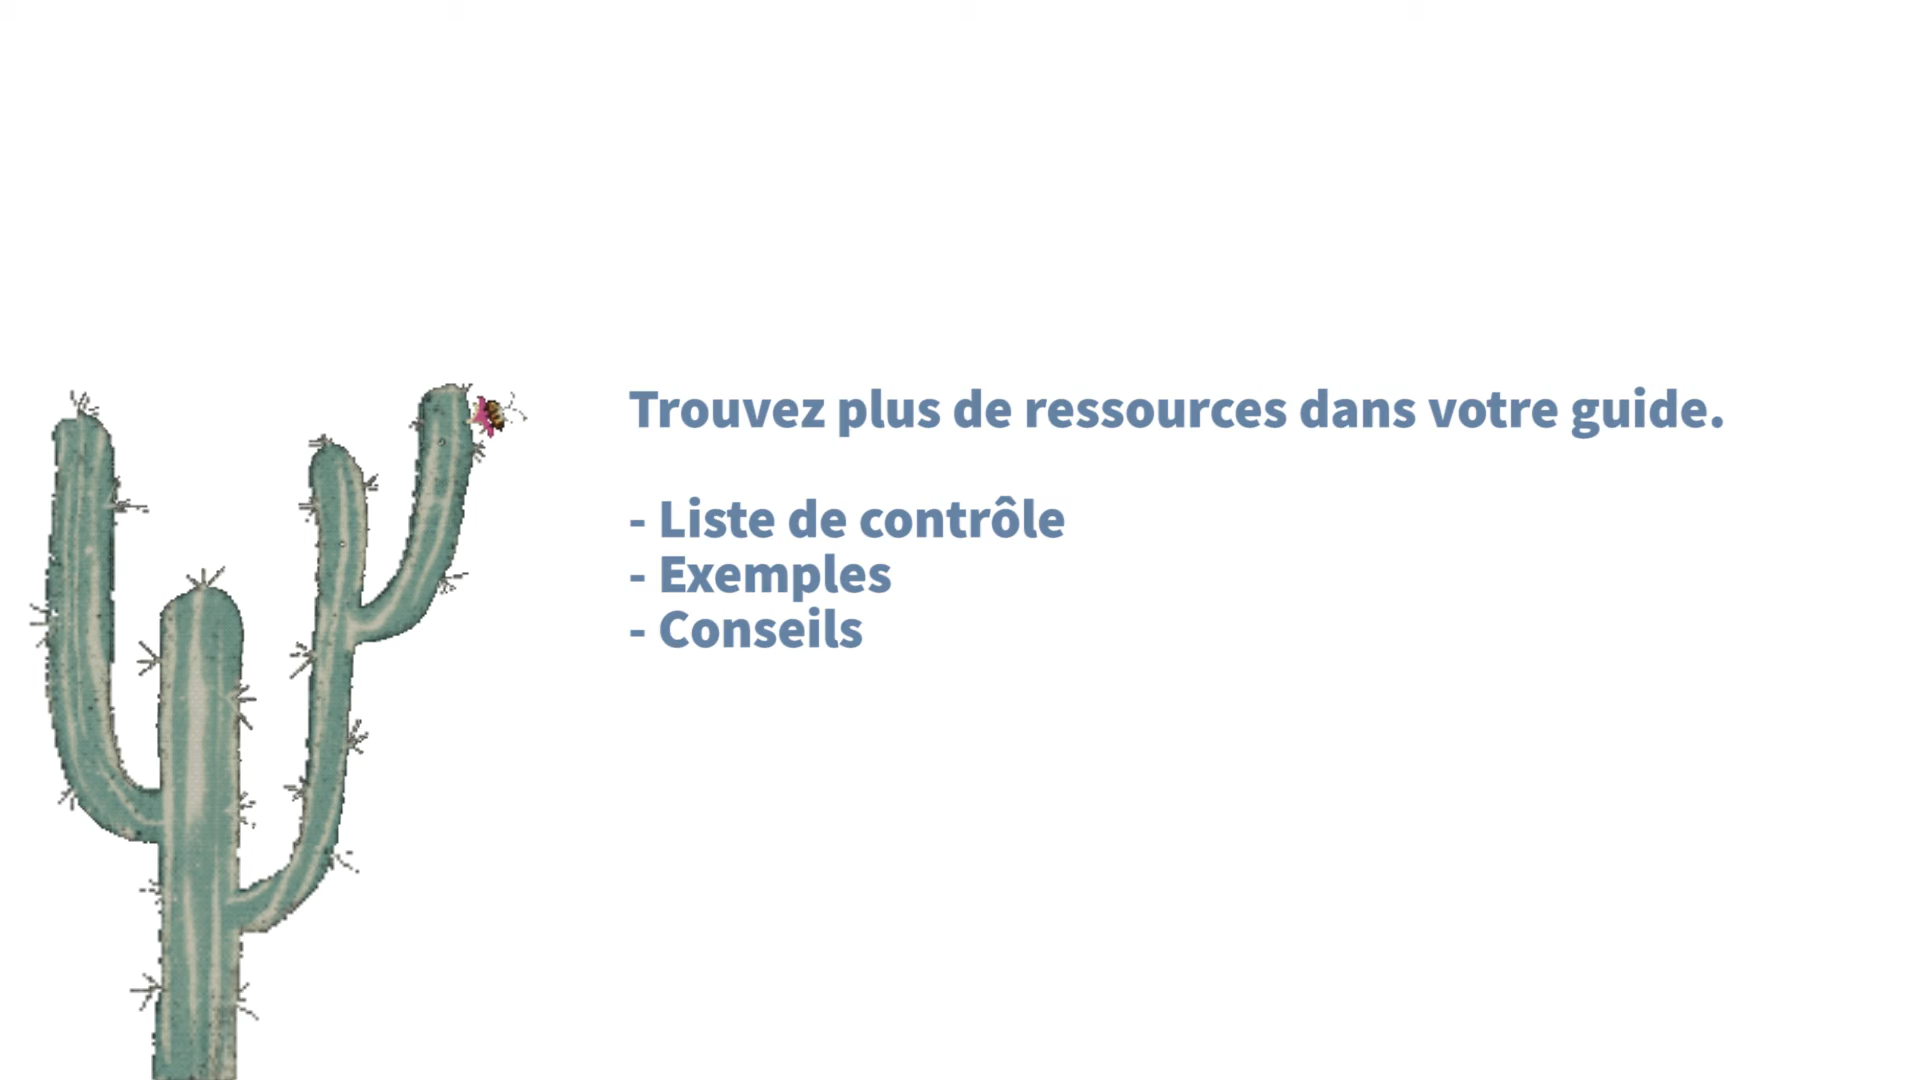 Trouvez plus de ressources dans votre guide.
- Liste de contrôle
- Exemples
- Conseils